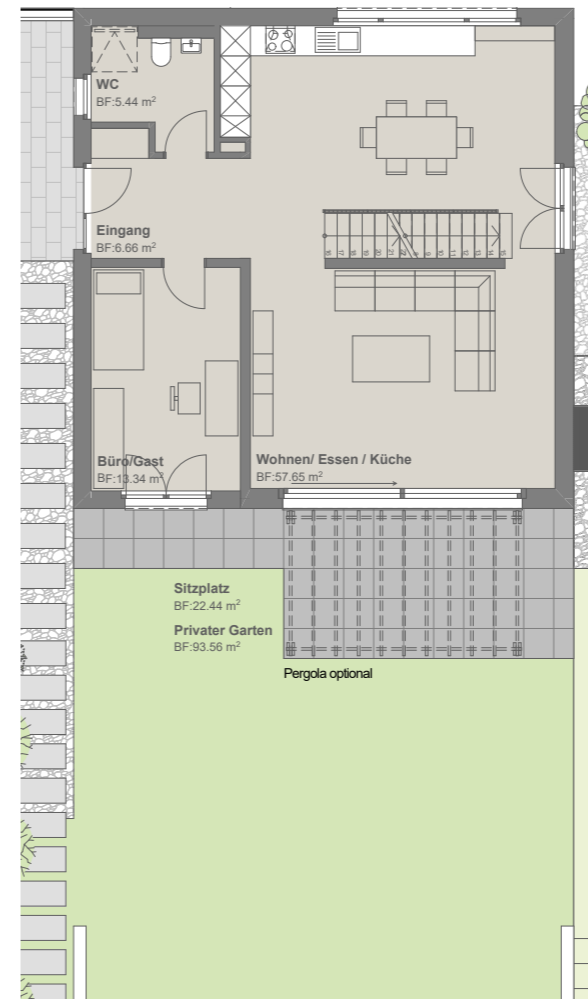 WC
BF:5.44 m²
Eingang
BF:6.66 m²
Büro/Gast
BF:13.34 m²
Wohnen/ Essen / Küche
BF:57.65 m²
Sitzplatz
BF:22.44 m²
Privater Garten
BF:93.56 m²
Pergola optional